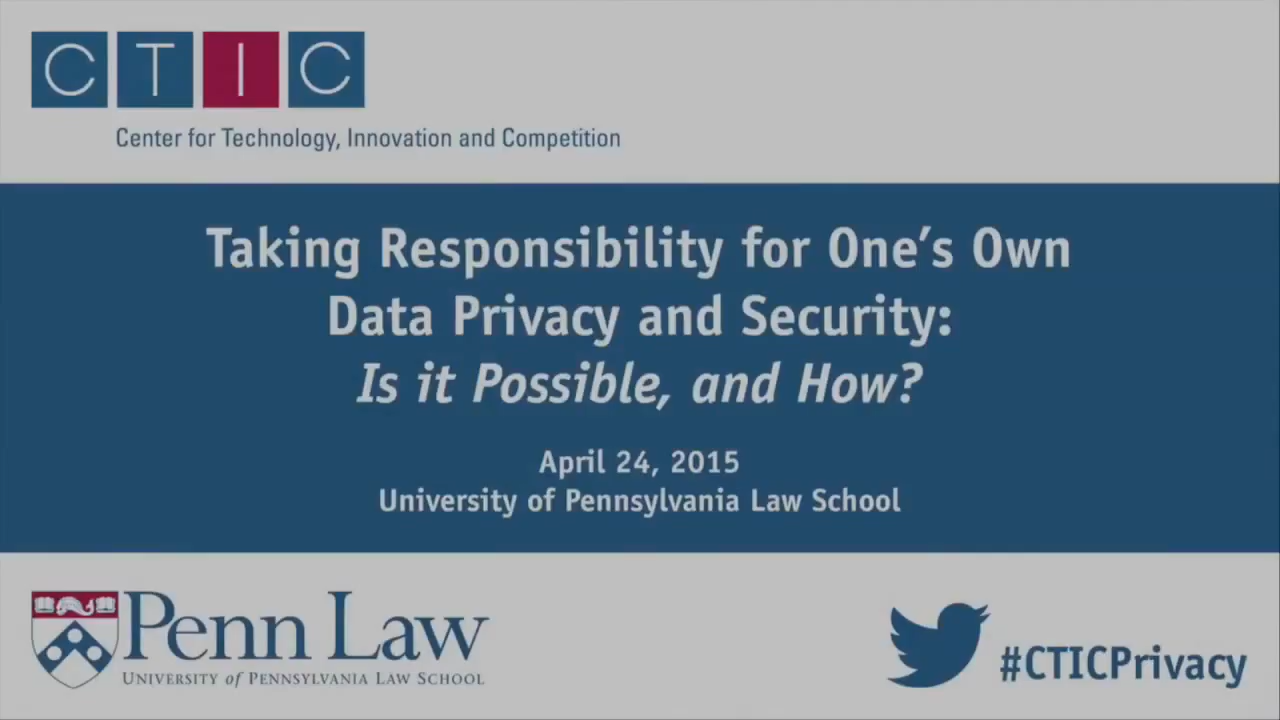 CTIC
Center for Technology, Innovation and Competition
Taking Responsibility for One's Own
Data Privacy and Security:
Is it Possible, and How?
April 24, 2015
University of Pennsylvania Law School
Penn Law
UNIVERSITY of PENNSYLVANIA LAW SCHOOL
#CTICPrivacy